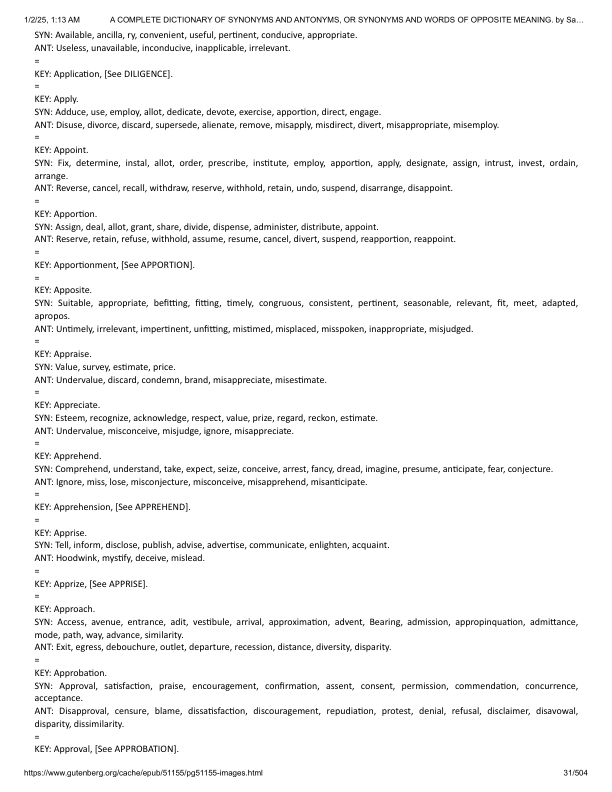 1/2/25, 1:13 AM A COMPLETE DICTIONARY OF SYNONYMS AND ANTONYMS, OR SYNONYMS AND WORDS OF OPPOSITE MEANING. by Sa…
SYN: Available, ancilla, ry, convenient, useful, pertinent, conducive, appropriate.
ANT: Useless, unavailable, inconducive, inapplicable, irrelevant.
=
KEY: Application, [See DILIGENCE].
=
KEY: Apply.
SYN: Adduce, use, employ, allot, dedicate, devote, exercise, apportion, direct, engage.
ANT: Disuse, divorce, discard, supersede, alienate, remove, misapply, misdirect, divert, misappropriate, misemploy.
=
KEY: Appoint.
SYN: Fix, determine, instal, allot, order, prescribe, institute, employ, apportion, apply, designate, assign, intrust, invest, ordain,
arrange.
ANT: Reverse, cancel, recall, withdraw, reserve, withhold, retain, undo, suspend, disarrange, disappoint.
=
KEY: Apportion.
SYN: Assign, deal, allot, grant, share, divide, dispense, administer, distribute, appoint.
ANT: Reserve, retain, refuse, withhold, assume, resume, cancel, divert, suspend, reapportion, reappoint.
=
KEY: Apportionment, [See APPORTION].
=
KEY: Apposite.
SYN: Suitable, appropriate, befitting, fitting, timely, congruous, consistent, pertinent, seasonable, relevant, fit, meet, adapted,
apropos.
ANT: Untimely, irrelevant, impertinent, unfitting, mistimed, misplaced, misspoken, inappropriate, misjudged.
=
KEY: Appraise.
SYN: Value, survey, estimate, price.
ANT: Undervalue, discard, condemn, brand, misappreciate, misestimate.
=
KEY: Appreciate.
SYN: Esteem, recognize, acknowledge, respect, value, prize, regard, reckon, estimate.
ANT: Undervalue, misconceive, misjudge, ignore, misappreciate.
=
KEY: Apprehend.
SYN: Comprehend, understand, take, expect, seize, conceive, arrest, fancy, dread, imagine, presume, anticipate, fear, conjecture.
ANT: Ignore, miss, lose, misconjecture, misconceive, misapprehend, misanticipate.
=
KEY: Apprehension, [See APPREHEND].
=
KEY: Apprise.
SYN: Tell, inform, disclose, publish, advise, advertise, communicate, enlighten, acquaint.
ANT: Hoodwink, mystify, deceive, mislead.
=
KEY: Apprize, [See APPRISE].
=
KEY: Approach.
SYN: Access, avenue, entrance, adit, vestibule, arrival, approximation, advent, Bearing, admission, appropinquation, admittance,
mode, path, way, advance, similarity.
ANT: Exit, egress, debouchure, outlet, departure, recession, distance, diversity, disparity.
=
KEY: Approbation.
SYN: Approval, satisfaction, praise, encouragement, confirmation, assent, consent, permission, commendation, concurrence,
acceptance.
ANT: Disapproval, censure, blame, dissatisfaction, discouragement, repudiation, protest, denial, refusal, disclaimer, disavowal,
disparity, dissimilarity.
=
KEY: Approval, [See APPROBATION].
https://www.gutenberg.org/cache/epub/51155/pg51155-images.html 31/504